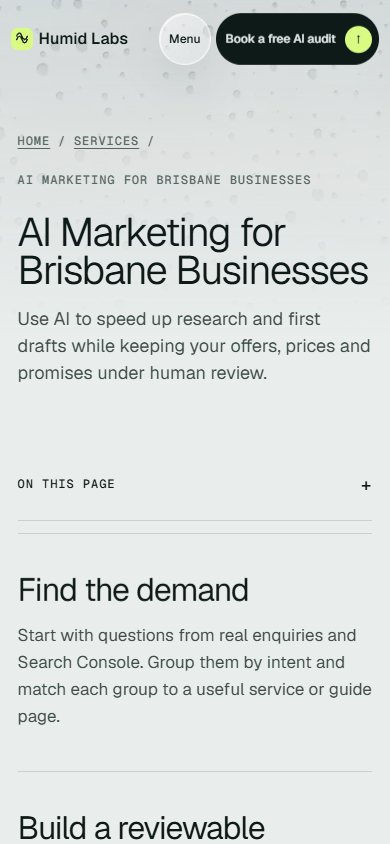 Humid Labs
Menu
Book a free AI audit ↑
HOME / SERVICES /
AI MARKETING FOR BRISBANE BUSINESSES
AI Marketing for
Brisbane Businesses
Use AI to speed up research and first
drafts while keeping your offers, prices and
promises under human review.
ON THIS PAGE +
Find the demand
Start with questions from real enquiries and
Search Console. Group them by intent and
match each group to a useful service or guide
page.
Build a reviewable